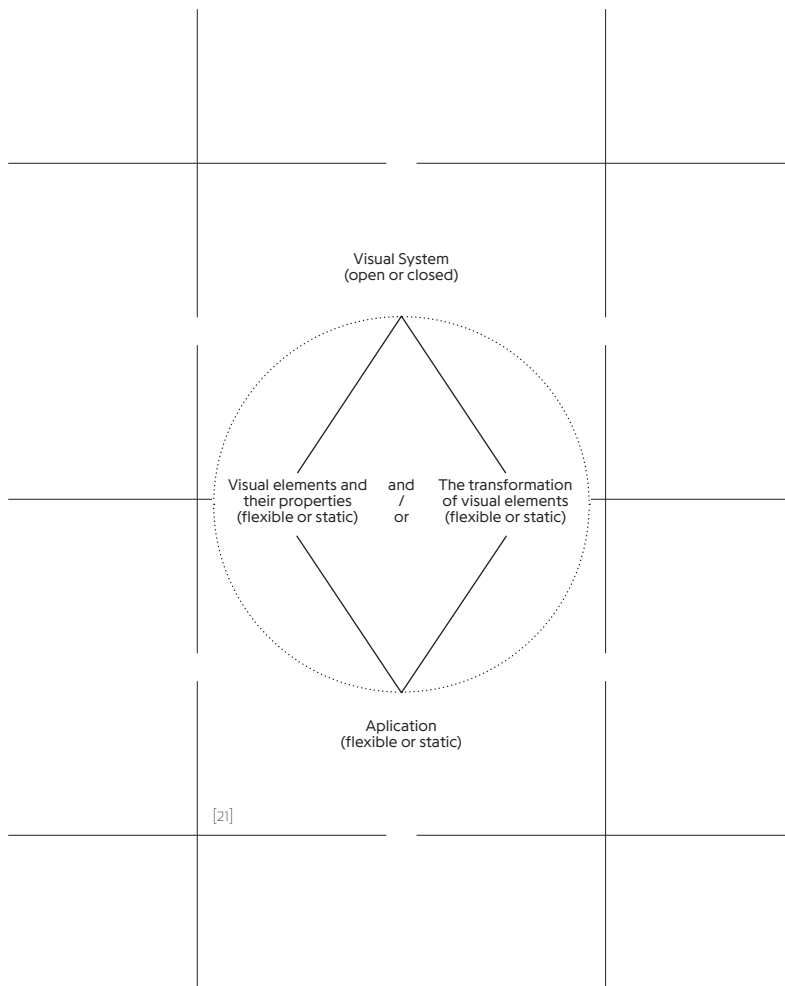 Visual System
(open or closed)
Visual elements and
their properties
(flexible or static)
and
/
or
The transformation
of visual elements
(flexible or static)
Aplication
(flexible or static)
[21]